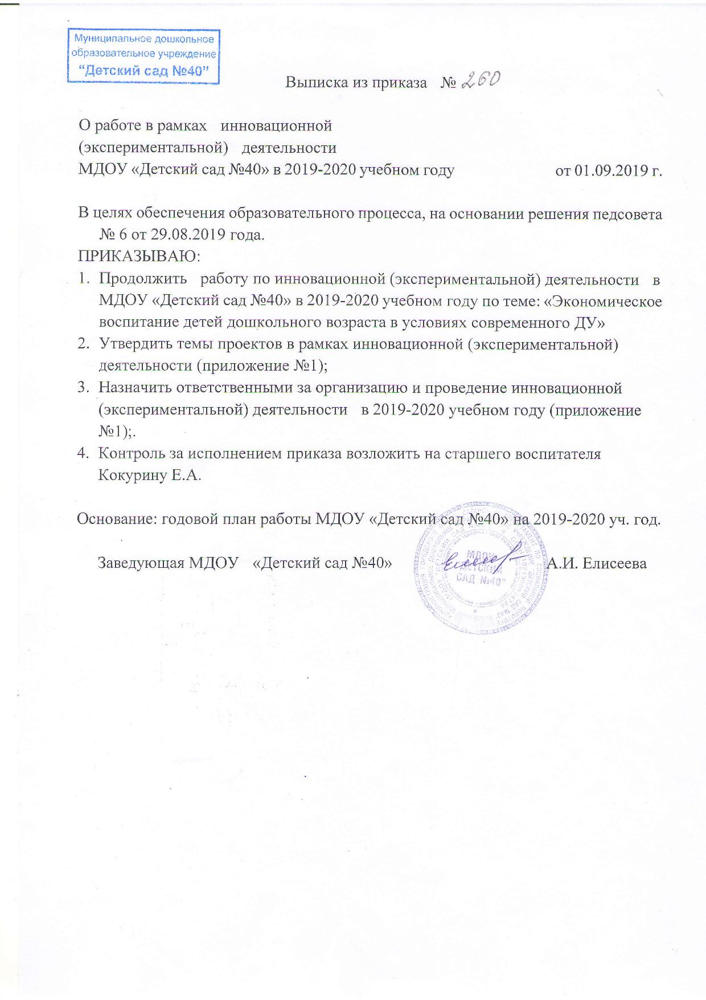 Муниципальное дошкольное
образовательное учреждение
“Детский сад №40”
Выписка из приказа № 260
О работе в рамках инновационной
(экспериментальной) деятельности
МДОУ «Детский сад №40» в 2019-2020 учебном году от 01.09.2019 г.
В целях обеспечения образовательного процесса, на основании решения педсовета
№ 6 от 29.08.2019 года.
ПРИКАЗЫВАЮ:
1. Продолжить работу по инновационной (экспериментальной) деятельности в
МДОУ «Детский сад №40» в 2019-2020 учебном году по теме: «Экономическое
воспитание детей дошкольного возраста в условиях современного ДУ»
2. Утвердить темы проектов в рамках инновационной (экспериментальной)
деятельности (приложение №1);
3. Назначить ответственными за организацию и проведение инновационной
(экспериментальной) деятельности в 2019-2020 учебном году (приложение
№1);.
4. Контроль за исполнением приказа возложить на старшего воспитателя
Кокурину Е.А.
Основание: годовой план работы МДОУ «Детский сад №40» на 2019-2020 уч. год.
Заведующая МДОУ «Детский сад №40» А.И. Елисеева
МДОУ
"ДЕТСКИЙ
САД №40"